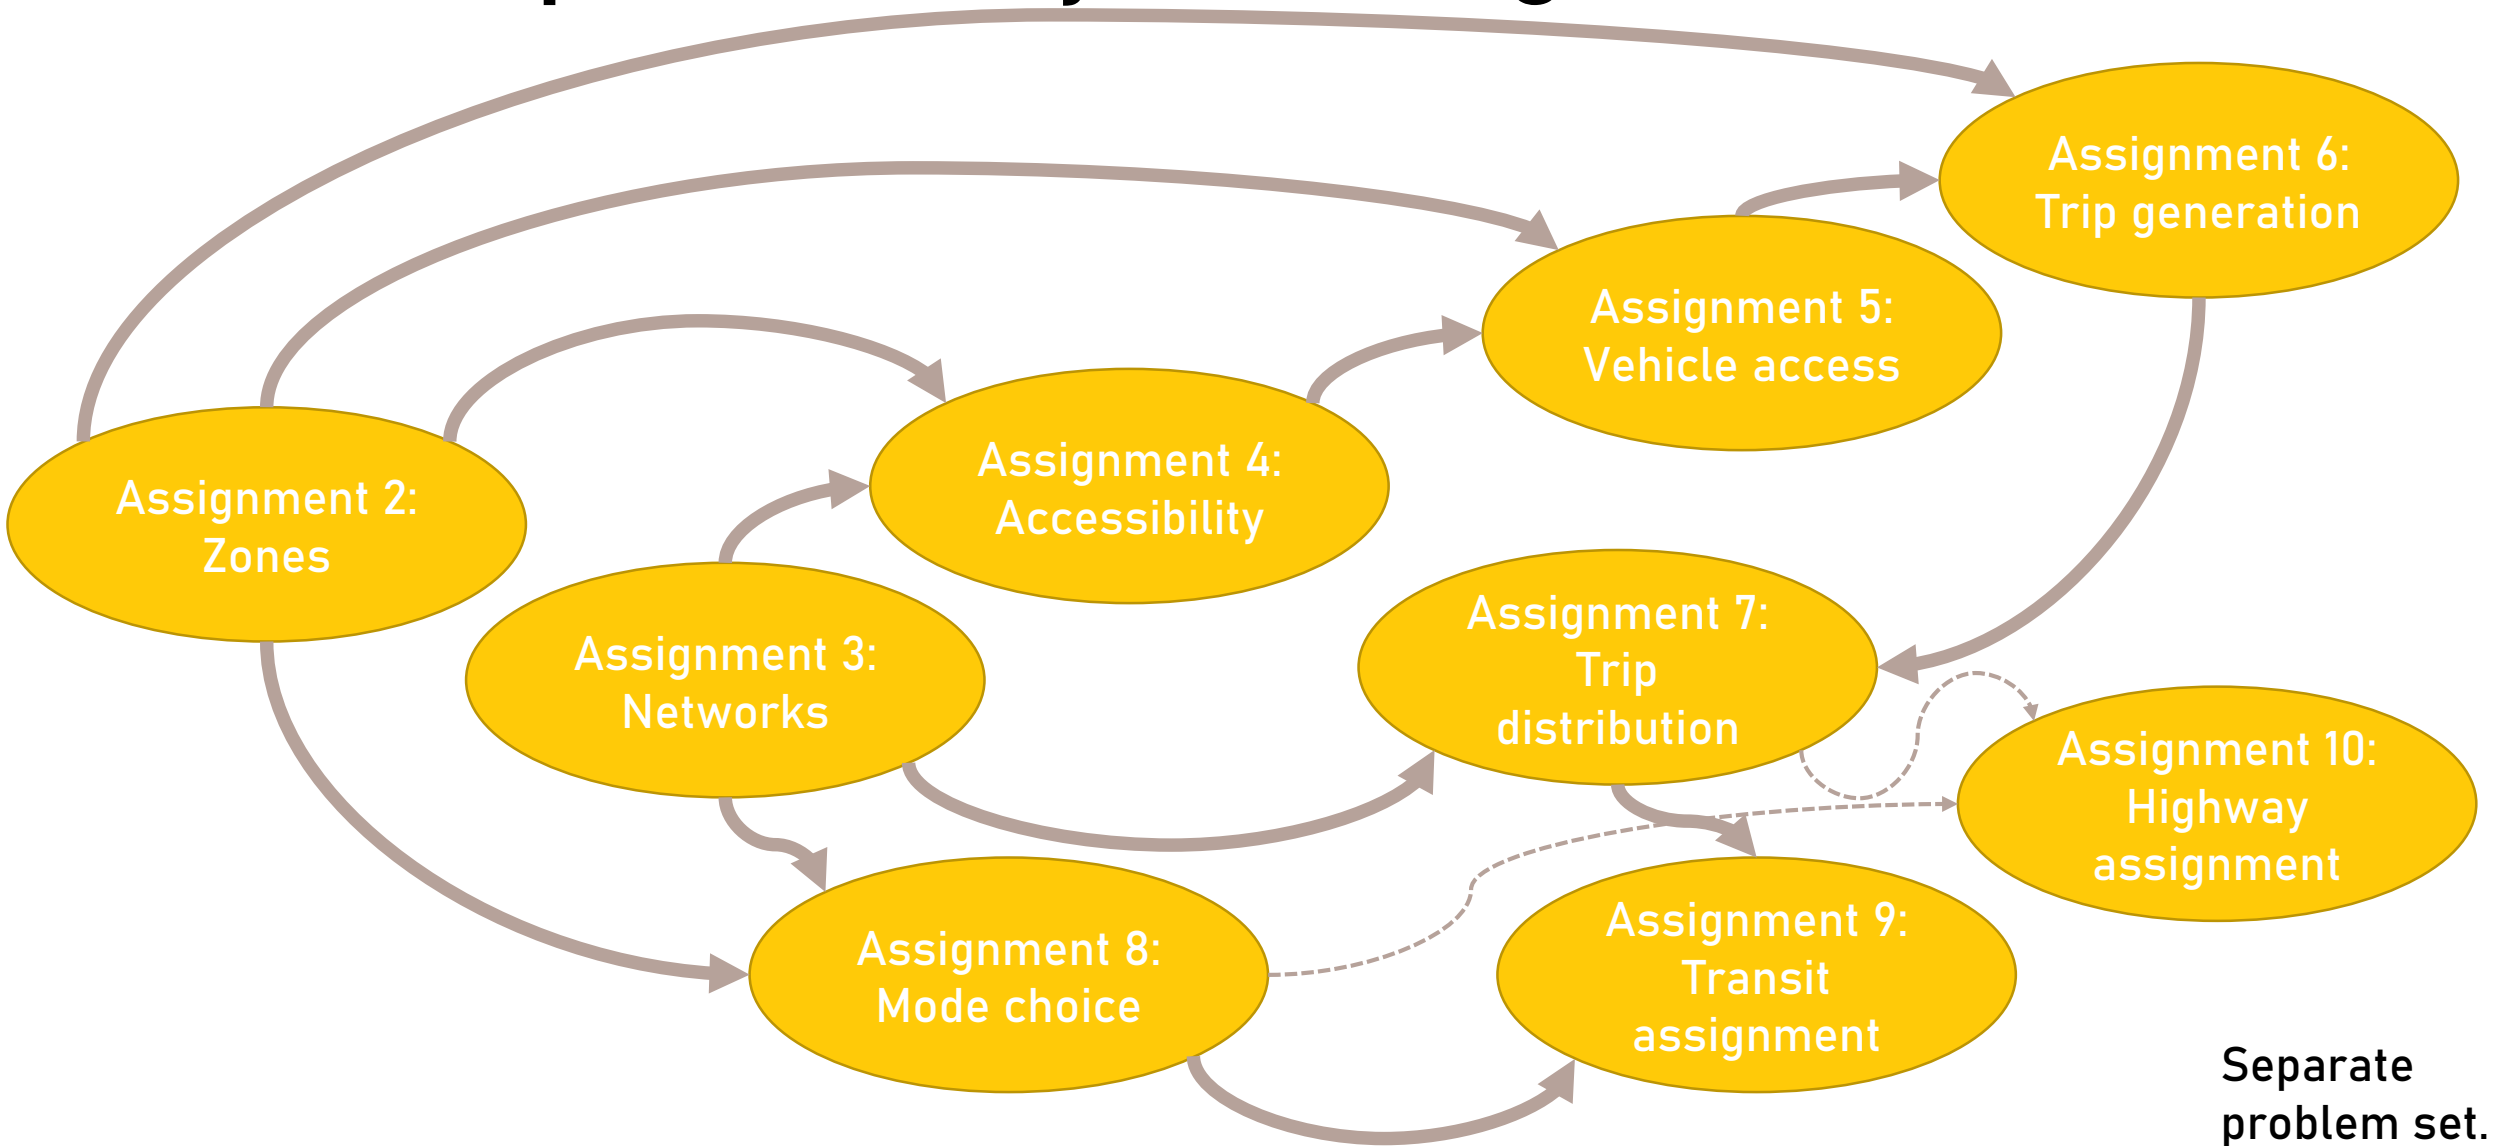 Assignment 6:
Trip generation
Assignment 5:
Vehicle access
Assignment 4:
Accessibility
Assignment 2:
Zones
Assignment 3:
Networks
Assignment 7:
Trip
distribution
Assignment 10:
Highway
assignment
Assignment 8:
Mode choice
Assignment 9:
Transit
assignment
Separate
problem set.